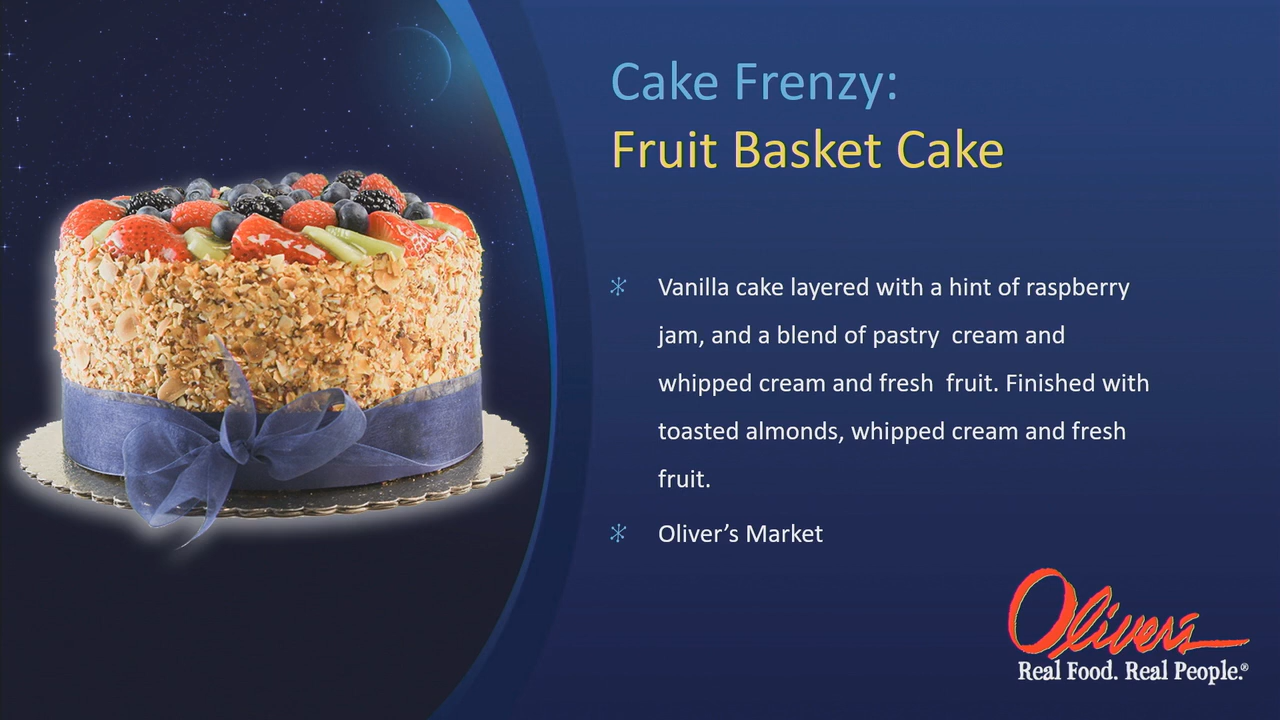 Cake Frenzy:
Fruit Basket Cake
Vanilla cake layered with a hint of raspberry
jam, and a blend of pastry cream and
whipped cream and fresh fruit. Finished with
toasted almonds, whipped cream and fresh
fruit.
Oliver’s Market
Oliver's
Real Food. Real People.®